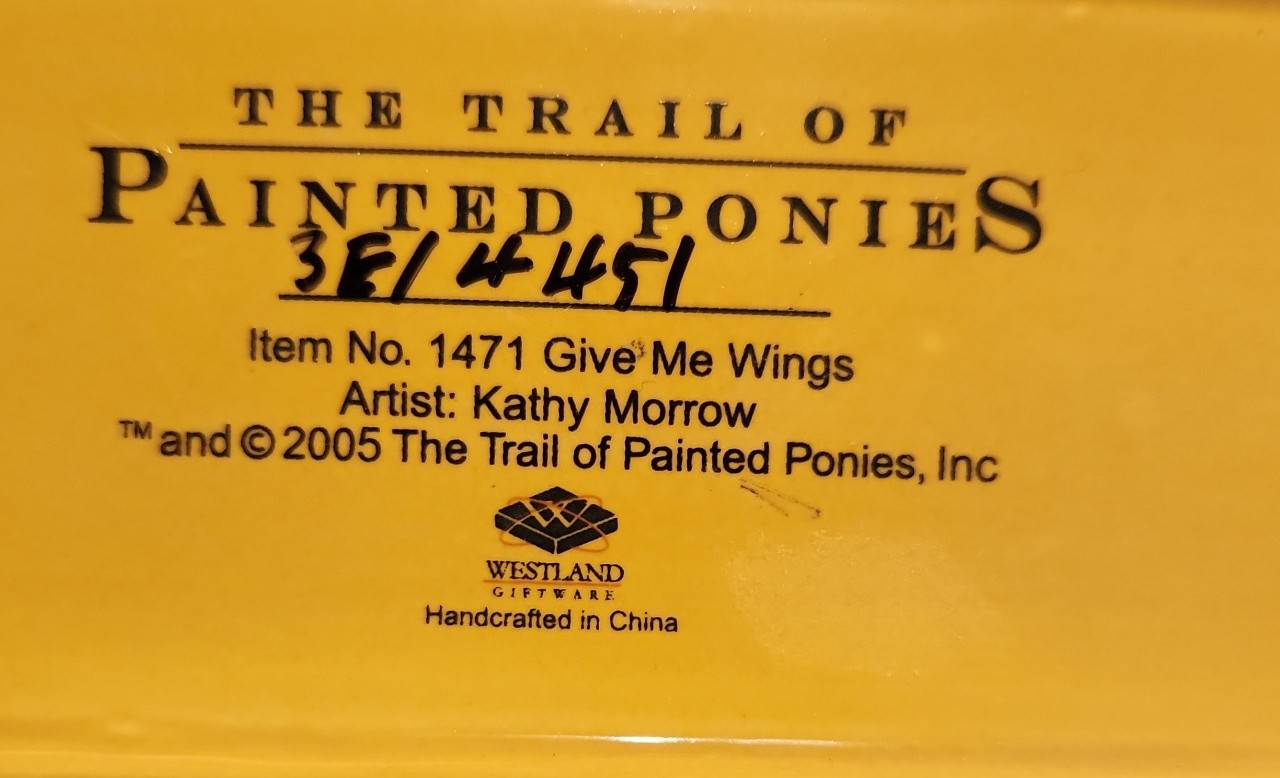 THE TRAIL OF
PAINTED PONIES
3E/4451
Item No. 1471 Give Me Wings
Artist: Kathy Morrow
™ and © 2005 The Trail of Painted Ponies, Inc
W
WESTLAND
GIFTWARE
Handcrafted in China